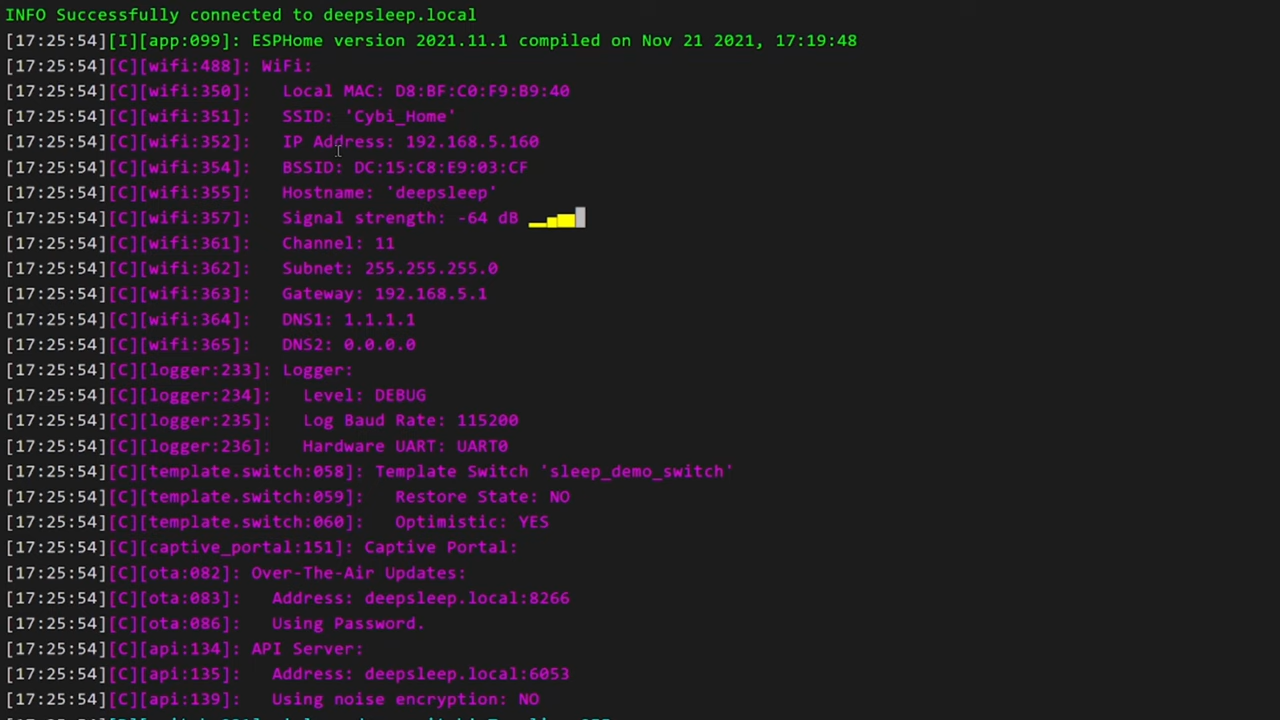 INFO Successfully connected to deepsleep.local
[17:25:54][I][app:099]: ESPHome version 2021.11.1 compiled on Nov 21 2021, 17:19:48
[17:25:54][C][wifi:488]: WiFi:
[17:25:54][C][wifi:350]:   Local MAC: D8:BF:C0:F9:B9:40
[17:25:54][C][wifi:351]:   SSID: 'Cybi_Home'
[17:25:54][C][wifi:352]:   IP Address: 192.168.5.160
[17:25:54][C][wifi:354]:   BSSID: DC:15:C8:E9:03:CF
[17:25:54][C][wifi:355]:   Hostname: 'deepsleep'
[17:25:54][C][wifi:357]:   Signal strength: -64 dB ▂▄▆█
[17:25:54][C][wifi:361]:   Channel: 11
[17:25:54][C][wifi:362]:   Subnet: 255.255.255.0
[17:25:54][C][wifi:363]:   Gateway: 192.168.5.1
[17:25:54][C][wifi:364]:   DNS1: 1.1.1.1
[17:25:54][C][wifi:365]:   DNS2: 0.0.0.0
[17:25:54][C][logger:233]: Logger:
[17:25:54][C][logger:234]:   Level: DEBUG
[17:25:54][C][logger:235]:   Log Baud Rate: 115200
[17:25:54][C][logger:236]:   Hardware UART: UART0
[17:25:54][C][template.switch:058]: Template Switch 'sleep_demo_switch'
[17:25:54][C][template.switch:059]:   Restore State: NO
[17:25:54][C][template.switch:060]:   Optimistic: YES
[17:25:54][C][captive_portal:151]: Captive Portal:
[17:25:54][C][ota:082]: Over-The-Air Updates:
[17:25:54][C][ota:083]:   Address: deepsleep.local:8266
[17:25:54][C][ota:086]:   Using Password.
[17:25:54][C][api:134]: API Server:
[17:25:54][C][api:135]:   Address: deepsleep.local:6053
[17:25:54][C][api:139]:   Using noise encryption: NO